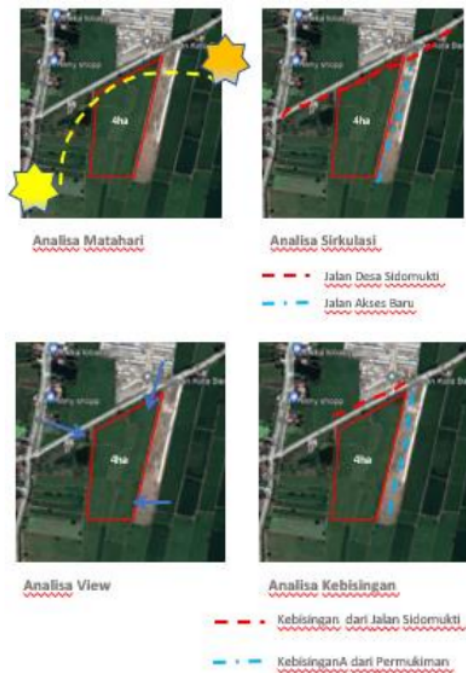 4ha
4ha
Analisa Matahari
Analisa Sirkulasi
Jalan Desa Sidomukti
Jalan Akses Baru
4ha
4ha
Analisa View
Analisa Kebisingan
Kebisingan dari Jalan Sidomukti
KebisinganA dari Permukiman